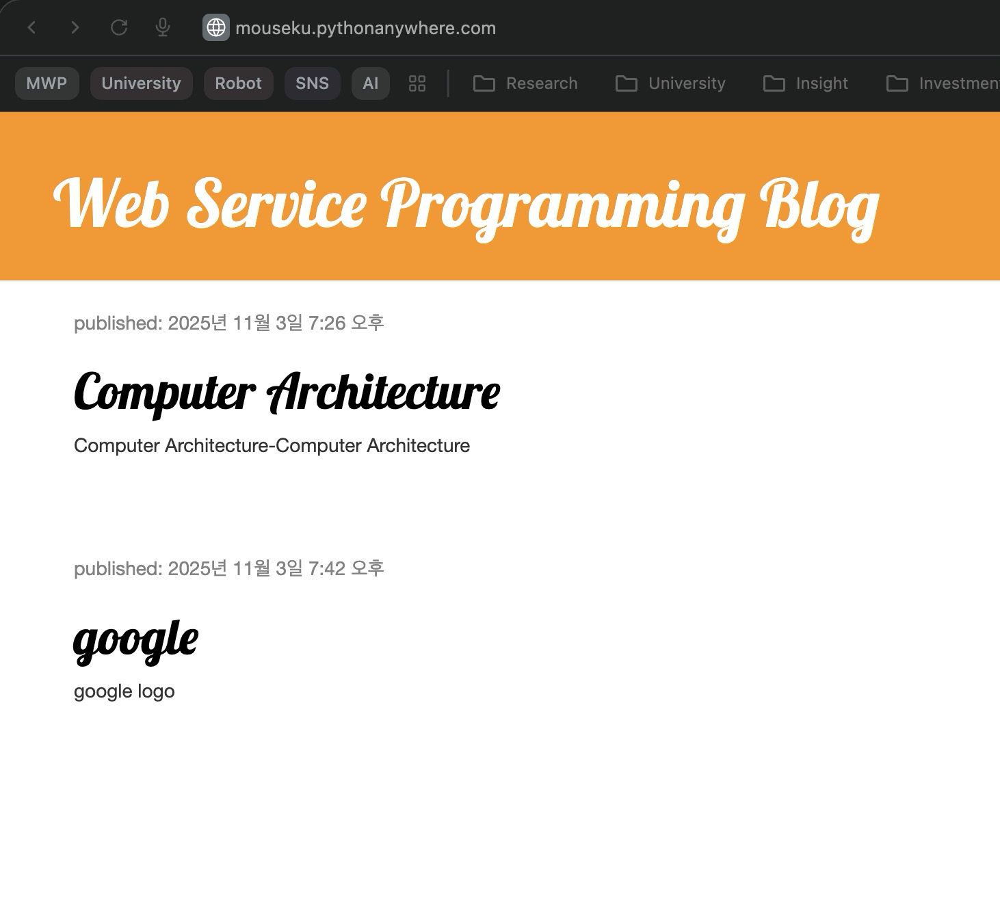 mouseku.pythonanywhere.com
MWP University Robot SNS AI Research University Insight Investmen
Web Service Programming Blog
published: 2025년 11월 3일 7:26 오후
Computer Architecture
Computer Architecture-Computer Architecture
published: 2025년 11월 3일 7:42 오후
google
google logo